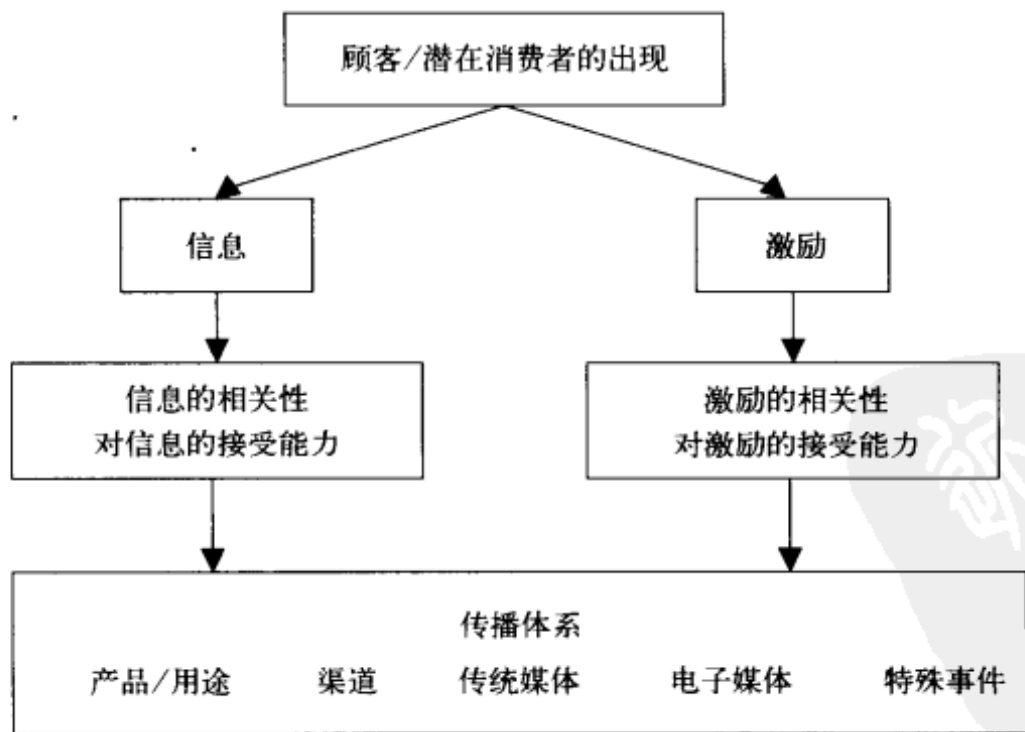 顾客/潜在消费者的出现
信息
激励
信息的相关性
对信息的接受能力
激励的相关性
对激励的接受能力
传播体系
产品/用途 渠道 传统媒体 电子媒体 特殊事件